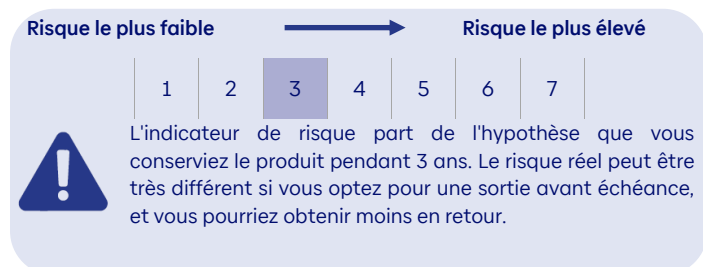 Risque le plus faible Risque le plus élevé
1 2 3 4 5 6 7
L'indicateur de risque part de l'hypothèse que vous
conserviez le produit pendant 3 ans. Le risque réel peut être
très différent si vous optez pour une sortie avant échéance,
et vous pourriez obtenir moins en retour.